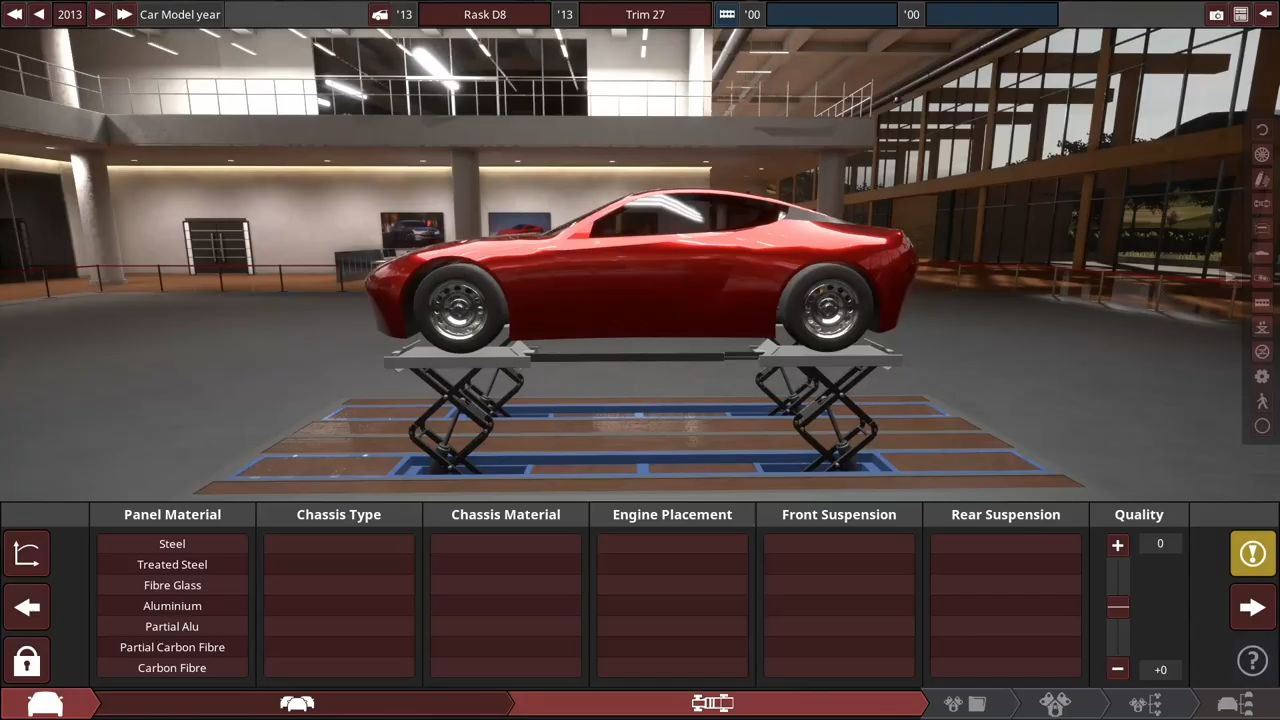 2013 Car Model year '13 Rask D8 '13 Trim 27 '00 '00
Panel Material Chassis Type Chassis Material Engine Placement Front Suspension Rear Suspension Quality
Steel
Treated Steel
Fibre Glass
Aluminium
Partial Alu
Partial Carbon Fibre
Carbon Fibre
+ 0
− +0
?